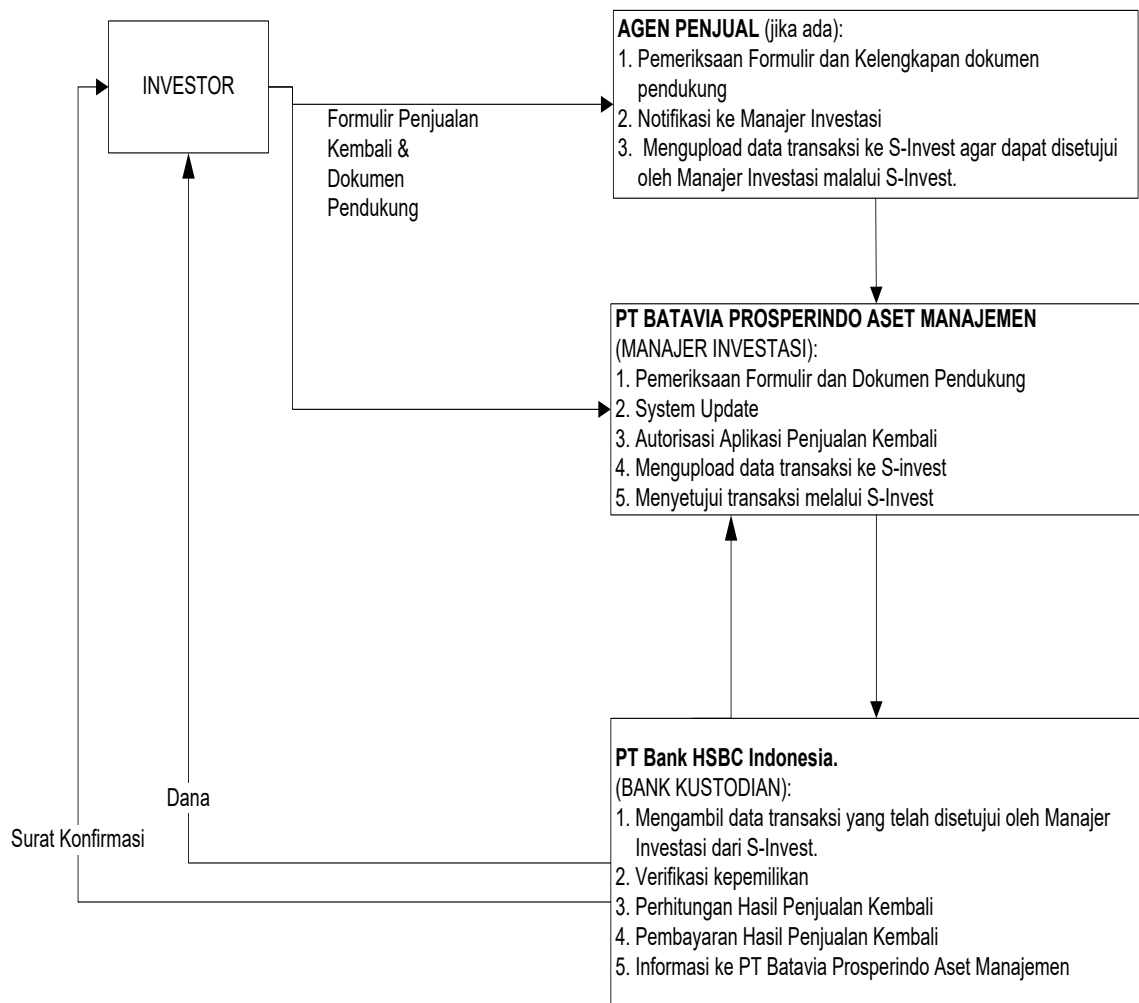 INVESTOR
Formulir Penjualan
Kembali &
Dokumen
Pendukung
AGEN PENJUAL (jika ada):
1. Pemeriksaan Formulir dan Kelengkapan dokumen
pendukung
2. Notifikasi ke Manajer Investasi
3. Mengupload data transaksi ke S-Invest agar dapat disetujui
oleh Manajer Investasi malalui S-Invest.
PT BATAVIA PROSPERINDO ASET MANAJEMEN
(MANAJER INVESTASI):
1. Pemeriksaan Formulir dan Dokumen Pendukung
2. System Update
3. Autorisasi Aplikasi Penjualan Kembali
4. Mengupload data transaksi ke S-invest
5. Menyetujui transaksi melalui S-Invest
PT Bank HSBC Indonesia.
(BANK KUSTODIAN):
1. Mengambil data transaksi yang telah disetujui oleh Manajer
Investasi dari S-Invest.
2. Verifikasi kepemilikan
3. Perhitungan Hasil Penjualan Kembali
4. Pembayaran Hasil Penjualan Kembali
5. Informasi ke PT Batavia Prosperindo Aset Manajemen
Dana
Surat Konfirmasi